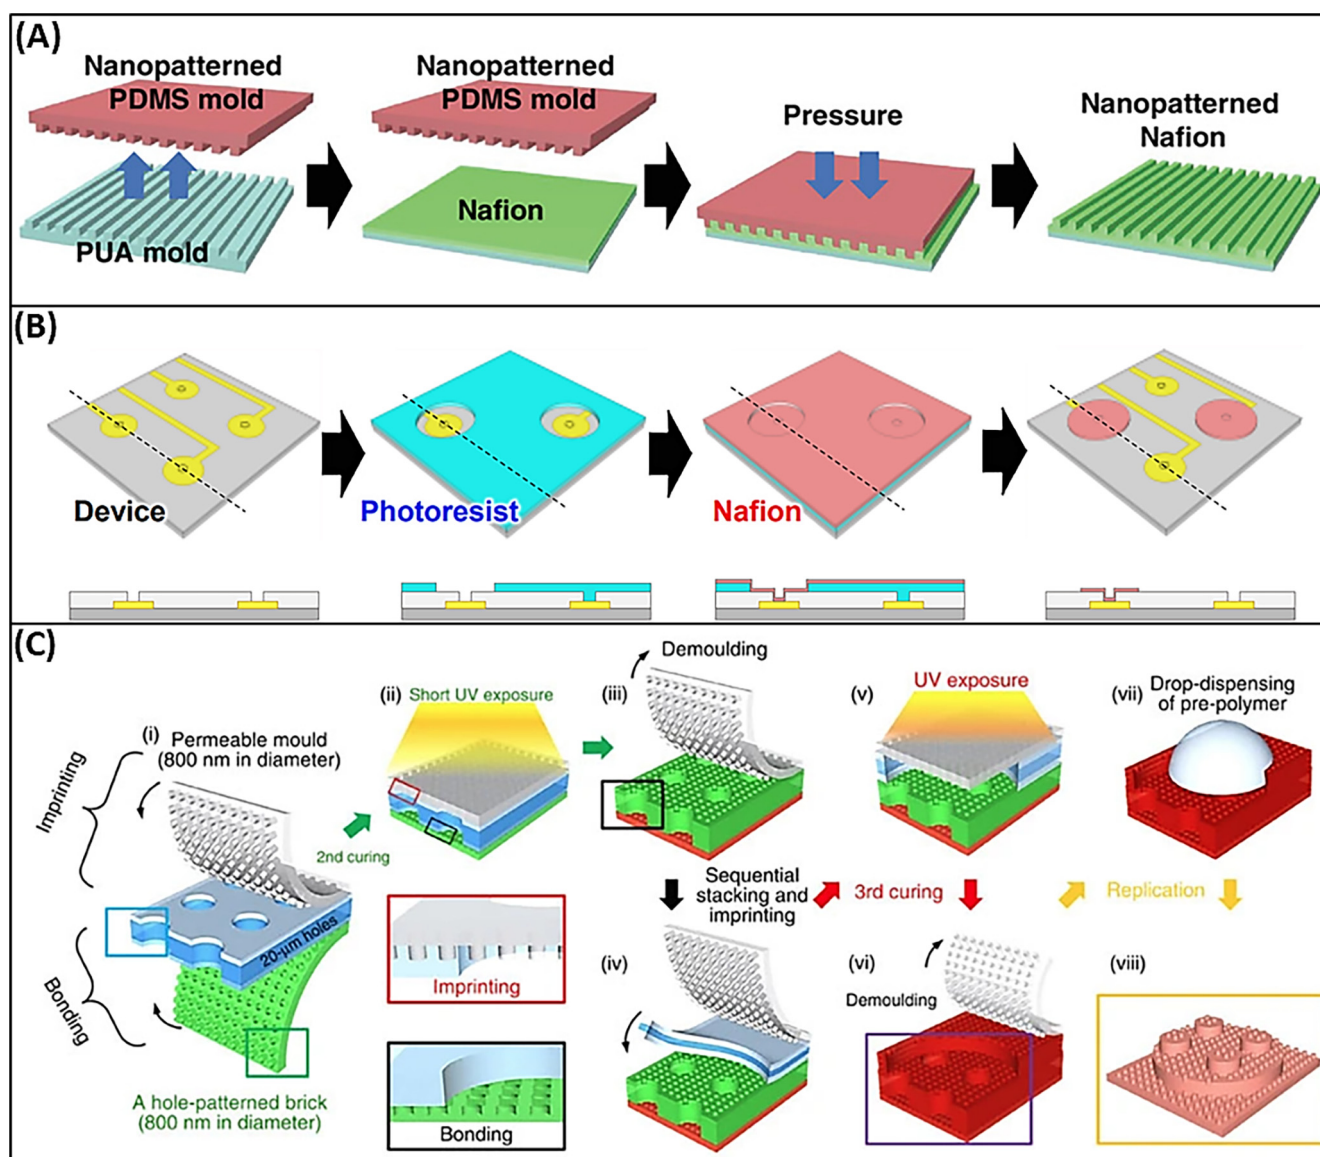 (A)
Nanopatterned
PDMS mold
PUA mold
Nanopatterned
PDMS mold
Nafion
Pressure
Nanopatterned
Nafion
(B)
Device
Photoresist
Nafion
(C)
(i)
Permeable mould
(800 nm in diameter)
Imprinting
Bonding
20-μm holes
A hole-patterned brick
(800 nm in diameter)
2nd curing
(ii)
Short UV exposure
Imprinting
Bonding
(iii)
Demoulding
Sequential
stacking and
imprinting
(iv)
3rd curing
(v)
UV exposure
(vi)
Demoulding
Replication
(vii)
Drop-dispensing
of pre-polymer
(viii)